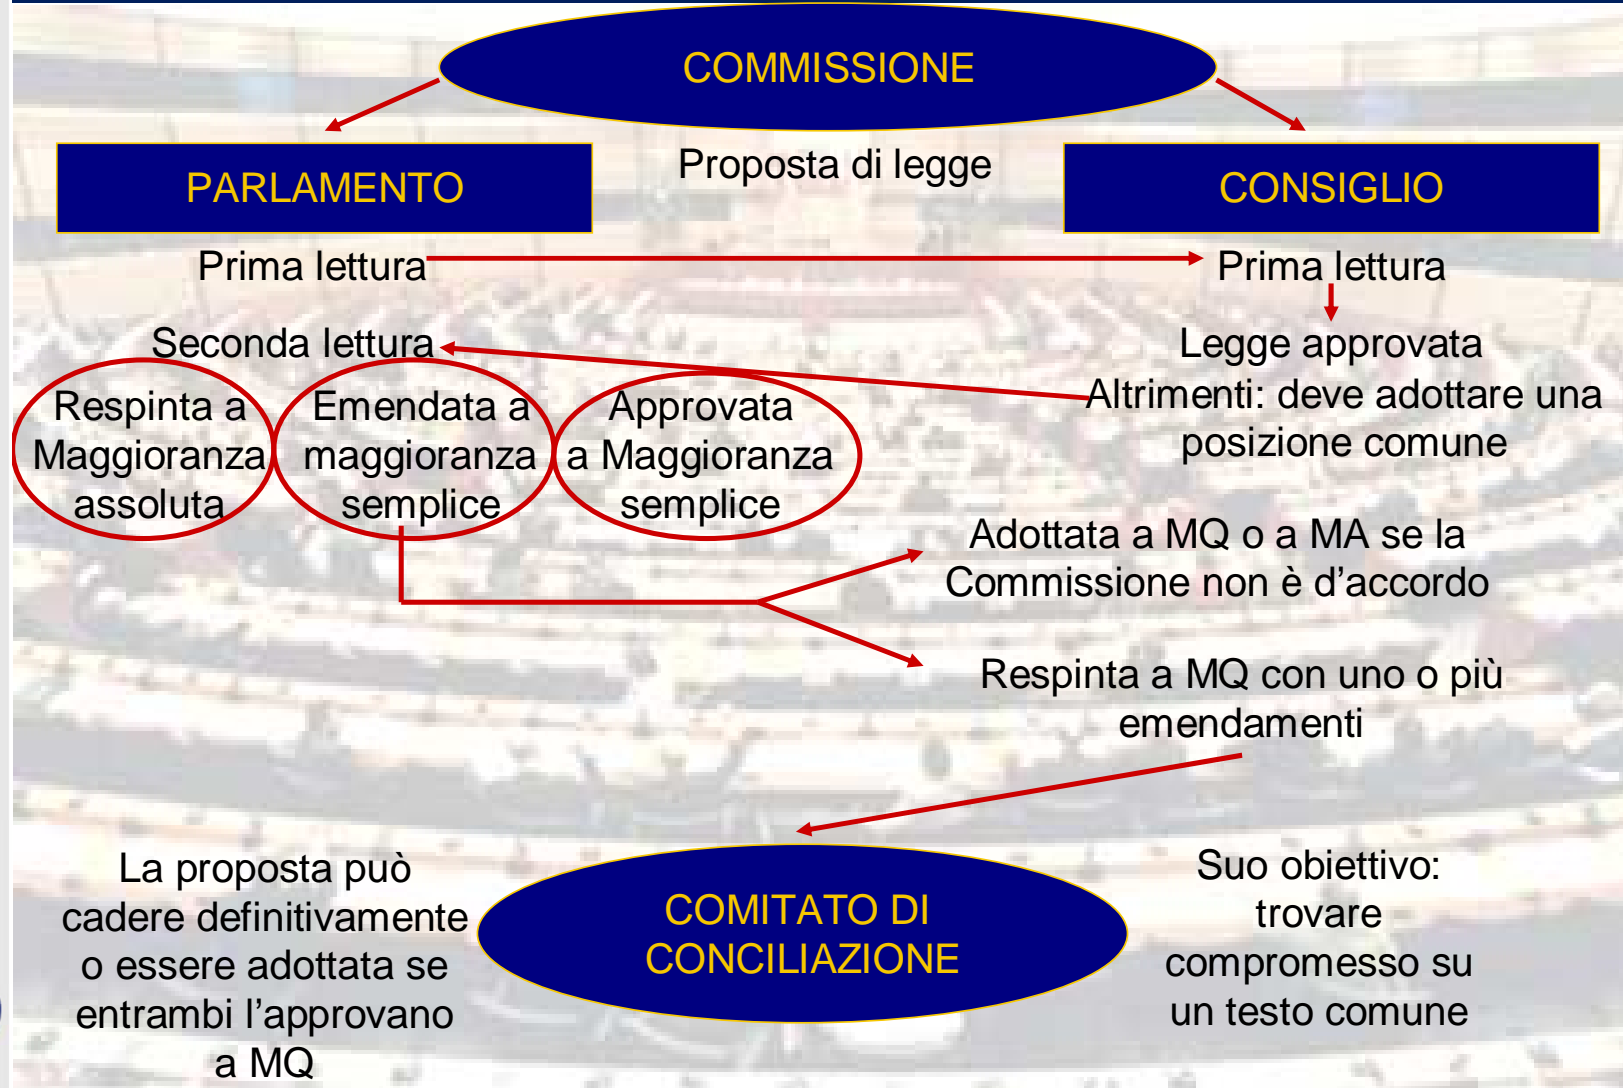 COMMISSIONE
PARLAMENTO
Proposta di legge
CONSIGLIO
Prima lettura
Prima lettura
Seconda lettura
Legge approvata
Altrimenti: deve adottare una
posizione comune
Respinta a
Maggioranza
assoluta
Emendata a
maggioranza
semplice
Approvata
a Maggioranza
semplice
Adottata a MQ o a MA se la
Commissione non è d'accordo
Respinta a MQ con uno o più
emendamenti
La proposta può
cadere definitivamente
o essere adottata se
entrambi l'approvano
a MQ
COMITATO DI
CONCILIAZIONE
Suo obiettivo:
trovare
compromesso su
un testo comune